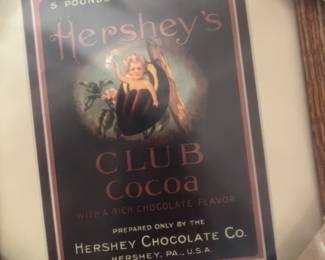 5 POUNDS
Hershey's
CLUB
Cocoa
WITH A RICH CHOCOLATE FLAVOR
PREPARED ONLY BY THE
HERSHEY CHOCOLATE CO.
HERSHEY, PA., U.S.A.